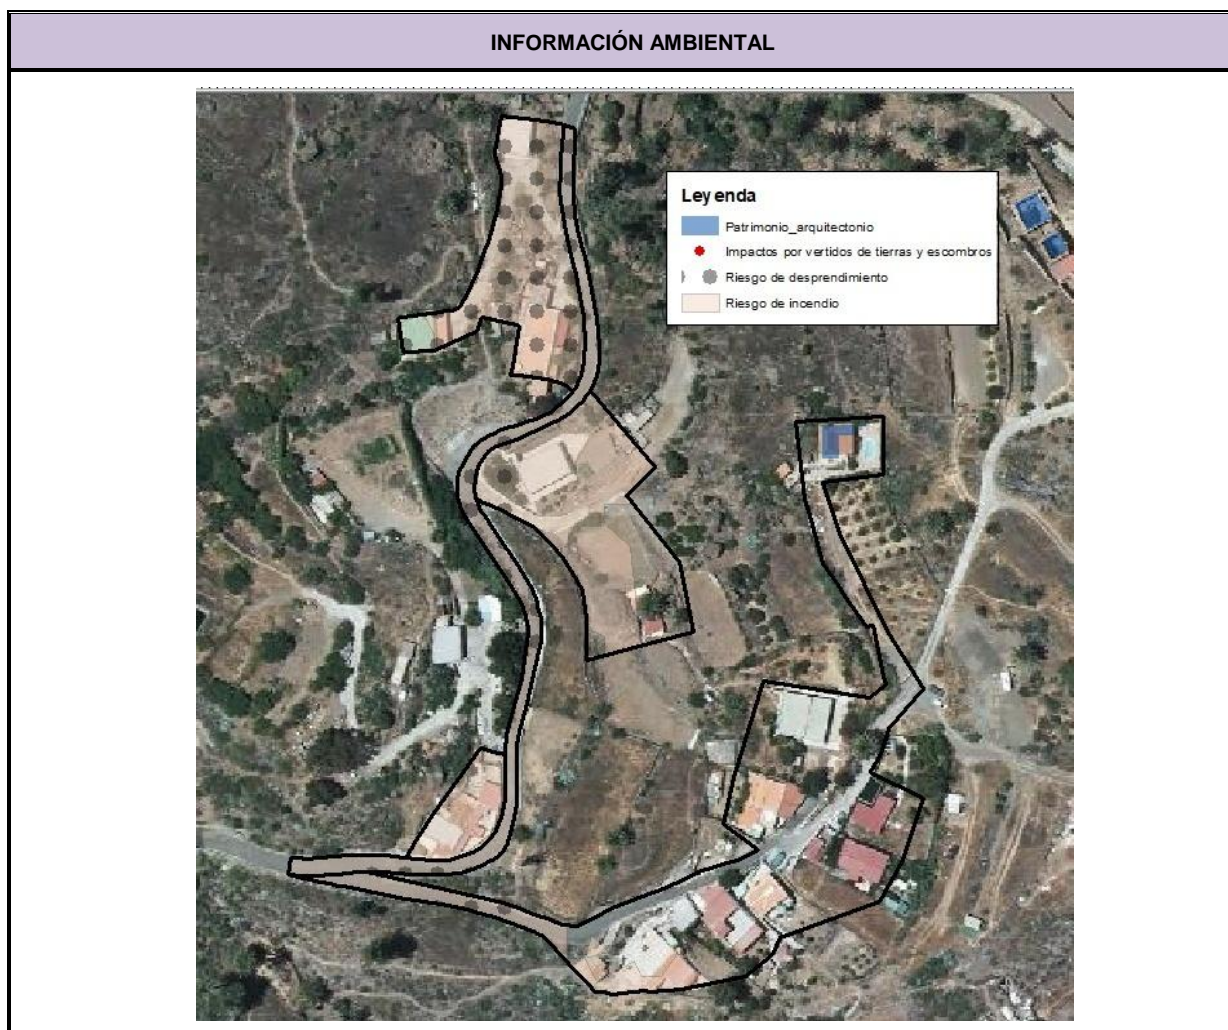 INFORMACIÓN AMBIENTAL
Leyenda
Patrimonio_arquitectonio
Impactos por vertidos de tierras y escombros
Riesgo de desprendimiento
Riesgo de incendio